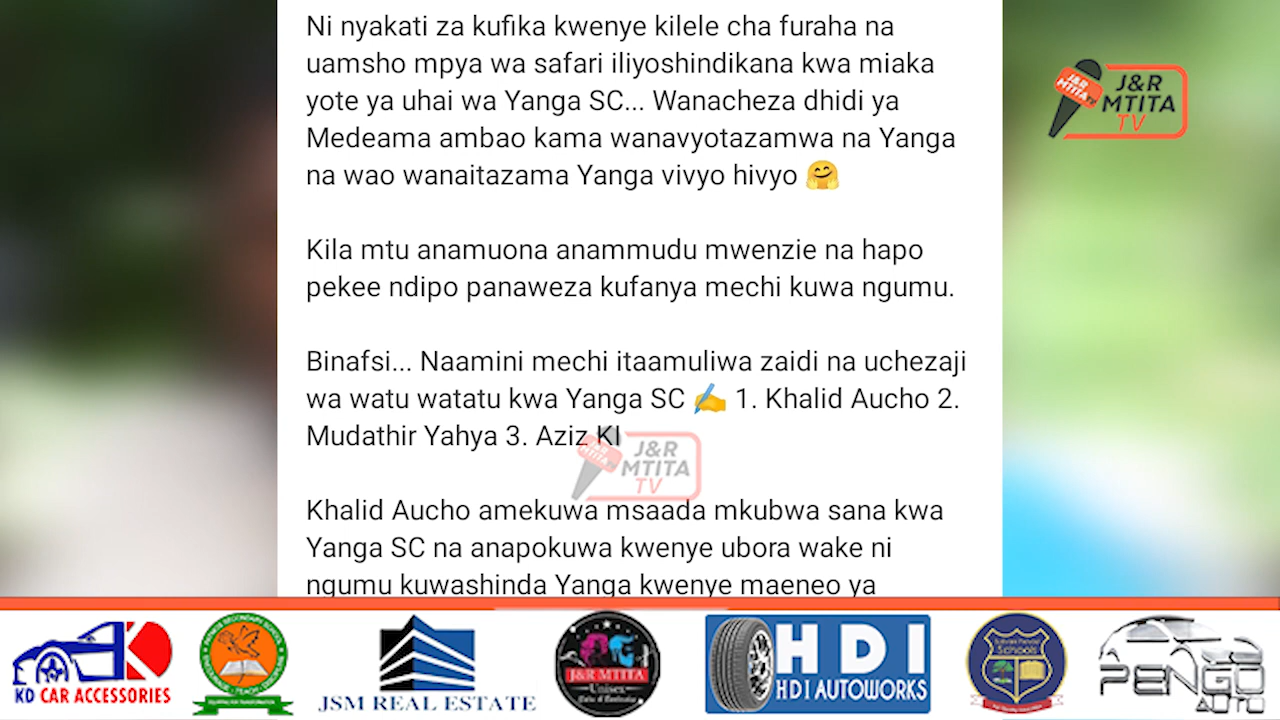 Ni nyakati za kufika kwenye kilele cha furaha na
uamsho mpya wa safari iliyoshindikana kwa miaka
yote ya uhai wa Yanga SC... Wanacheza dhidi ya
Medeama ambao kama wanavyotazamwa na Yanga
na wao wanaitazama Yanga vivyo hivyo 🤗
Kila mtu anamuona anammudu mwenzie na hapo
pekee ndipo panaweza kufanya mechi kuwa ngumu.
Binafsi... Naamini mechi itaamuliwa zaidi na uchezaji
wa watu watatu kwa Yanga SC ✍️ 1. Khalid Aucho 2.
Mudathir Yahya 3. Aziz KI
Khalid Aucho amekuwa msaada mkubwa sana kwa
Yanga SC na anapokuwa kwenye ubora wake ni
ngumu kuwashinda Yanga kwenye maeneo ya
J&R
MTITA
TV
J&R
MTITA
TV
KD CAR ACCESSORIES
JSM REAL ESTATE
J&R MTITA
Unisex
HDI
HDI AUTOWORKS
Schools
PENGO
AUTO